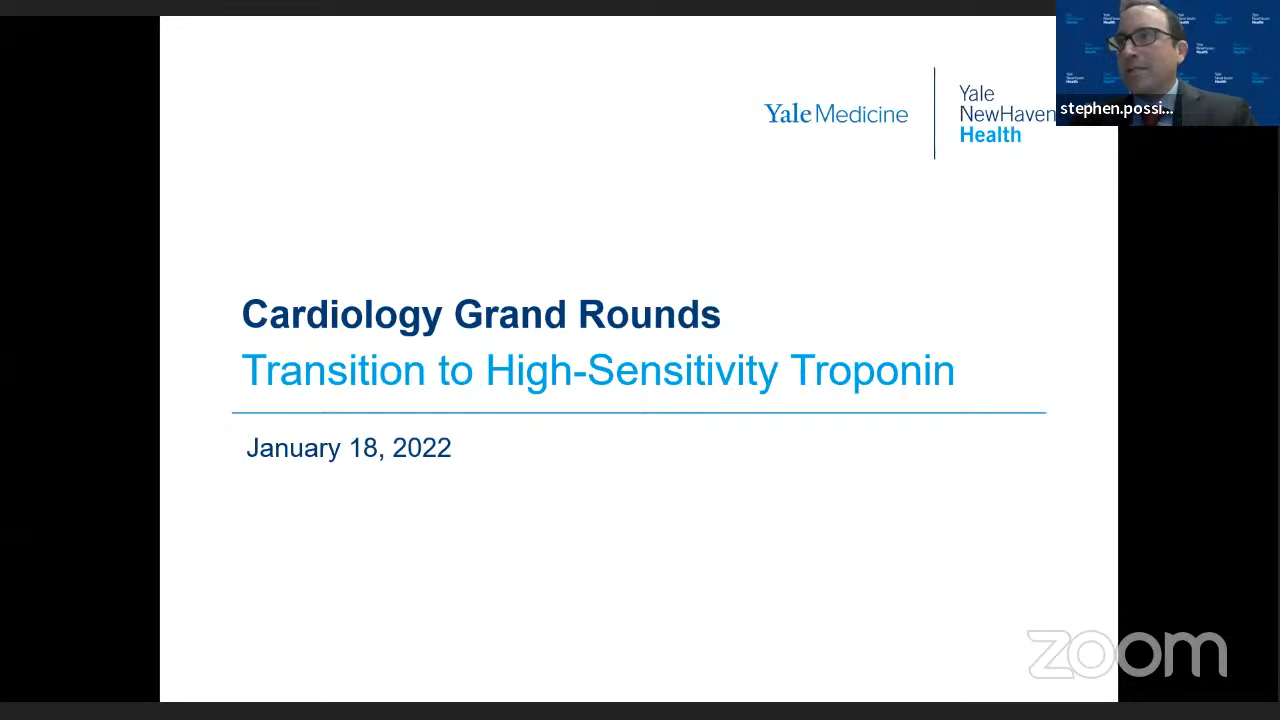 Yale Medicine
Yale
NewHaven
Health
stephen.possi...
Cardiology Grand Rounds
Transition to High-Sensitivity Troponin
January 18, 2022
zoom